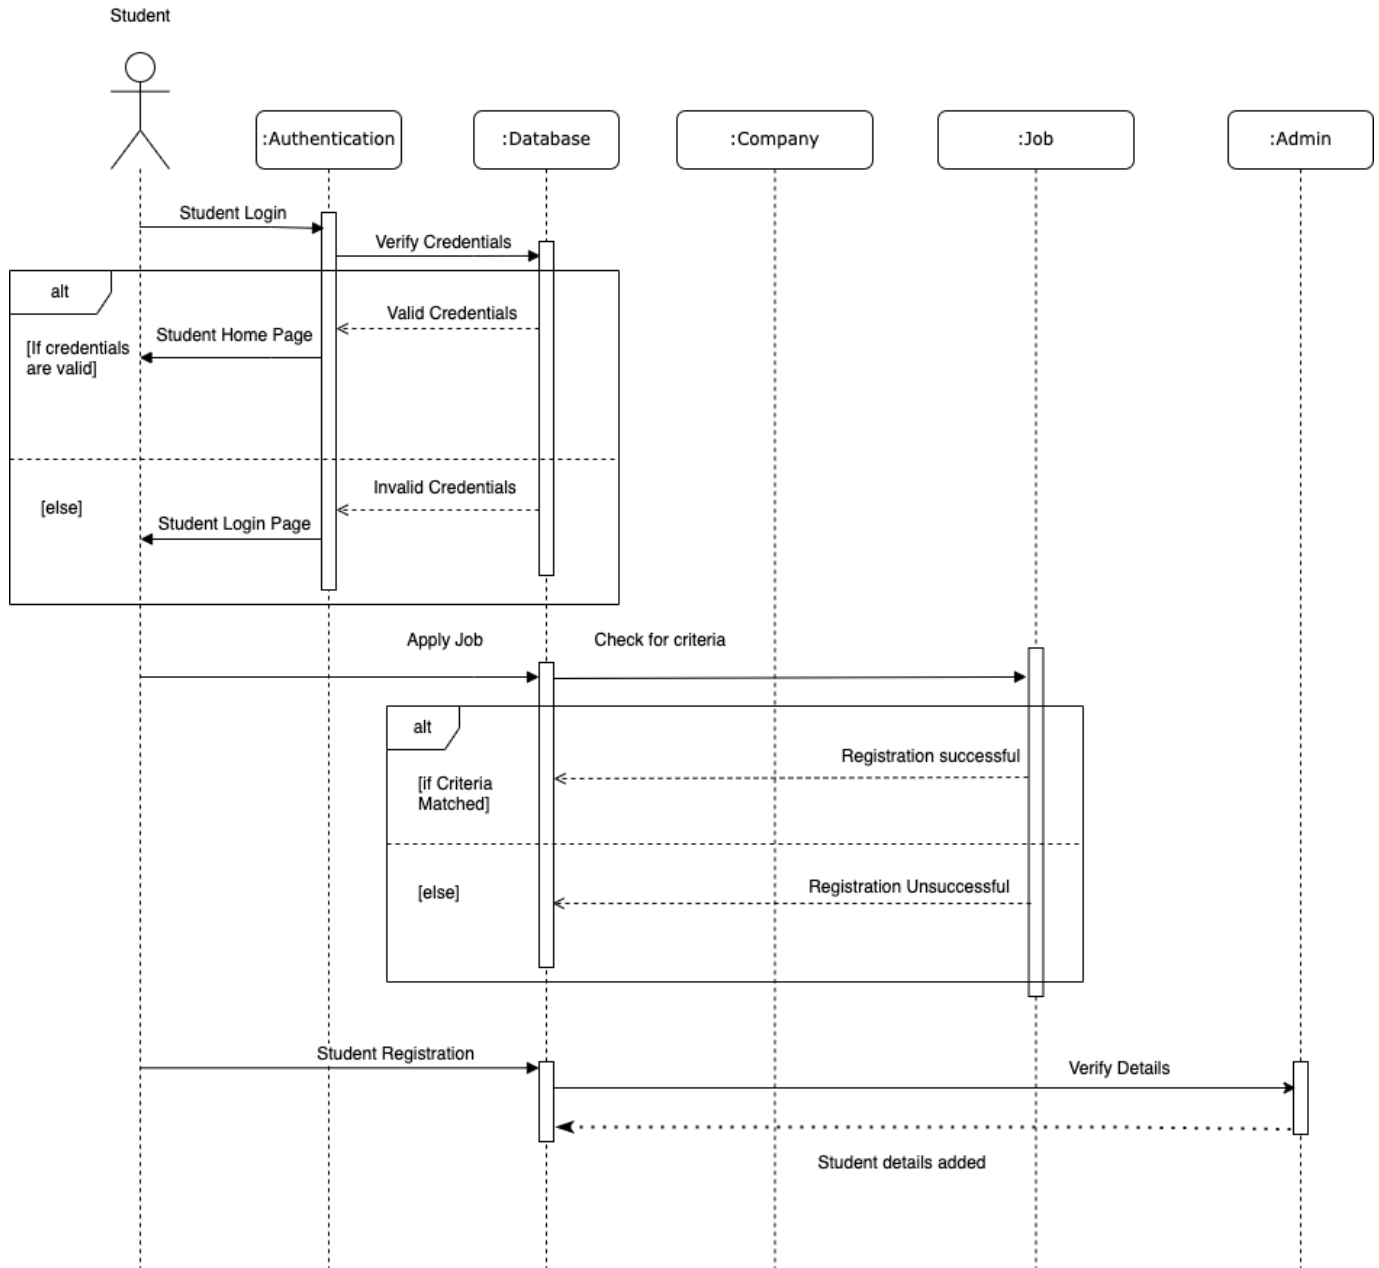 Student
:Authentication
:Database
:Company
:Job
:Admin
Student Login
Verify Credentials
alt
Valid Credentials
Student Home Page
[If credentials
are valid]
Invalid Credentials
[else]
Student Login Page
Apply Job
Check for criteria
alt
Registration successful
[if Criteria
Matched]
Registration Unsuccessful
[else]
Student Registration
Verify Details
Student details added